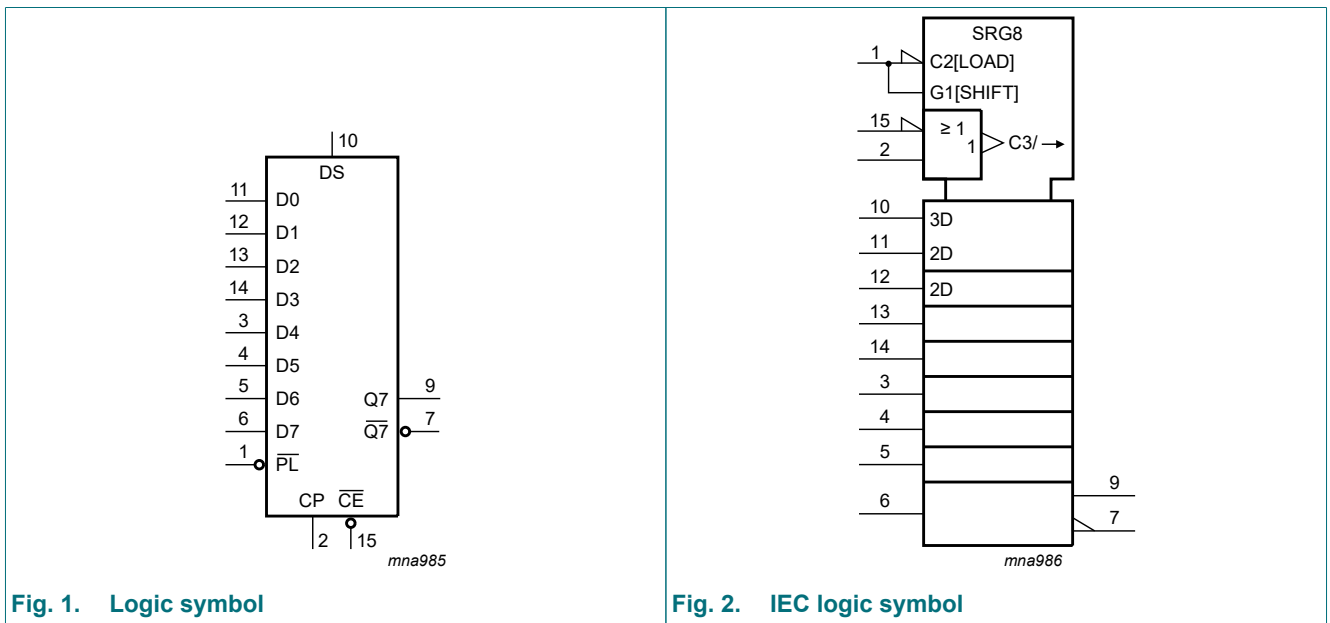 10
DS
11 D0
12 D1
13 D2
14 D3
3 D4
4 D5
5 D6 Q7 9
6 D7 Q7 7
1 PL
CP CE
2 15
mna985
Fig. 1. Logic symbol
SRG8
1 C2[LOAD]
G1[SHIFT]
15 ≥ 1
2 1 C3/ →
10 3D
11 2D
12 2D
13
14
3
4
5
9
6
7
mna986
Fig. 2. IEC logic symbol